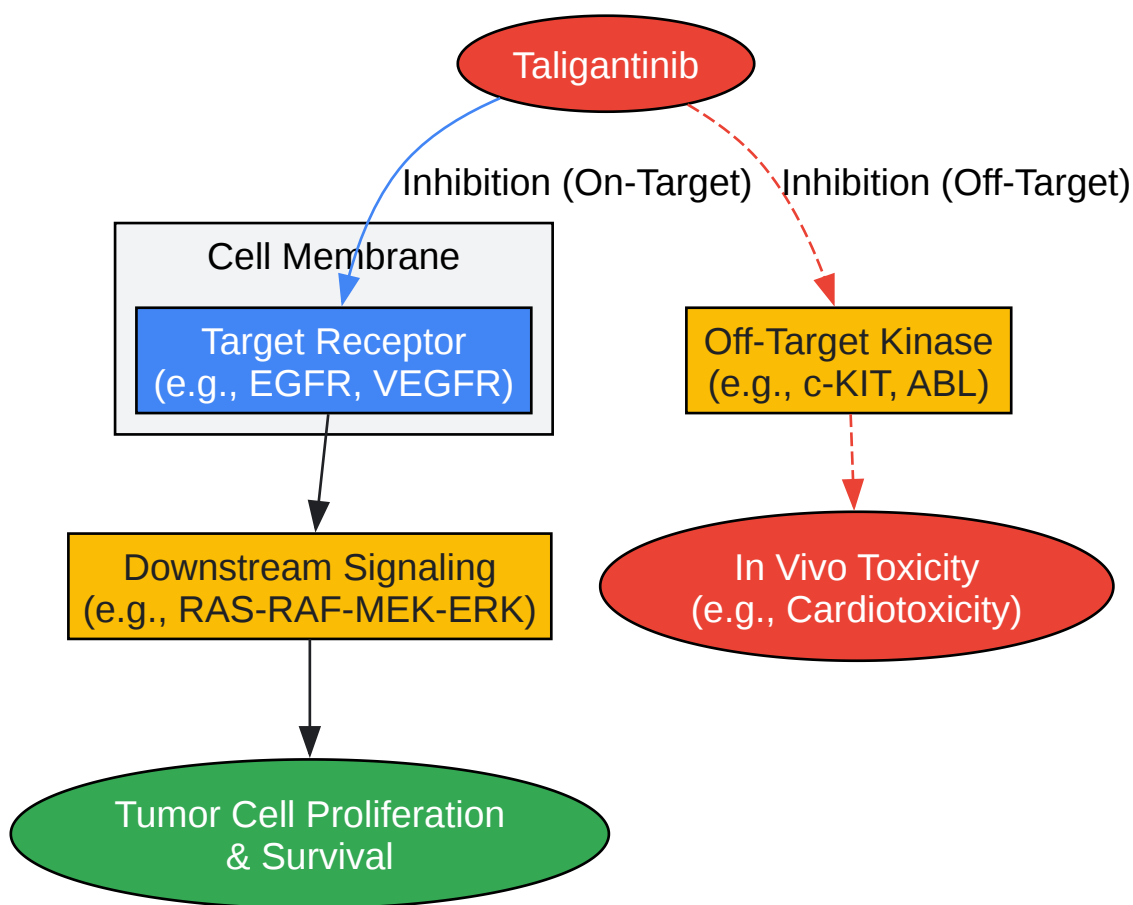 Taligantinib
Inhibition (On-Target)
Inhibition (Off-Target)
Cell Membrane
Target Receptor
(e.g., EGFR, VEGFR)
Off-Target Kinase
(e.g., c-KIT, ABL)
Downstream Signaling
(e.g., RAS-RAF-MEK-ERK)
In Vivo Toxicity
(e.g., Cardiotoxicity)
Tumor Cell Proliferation
& Survival